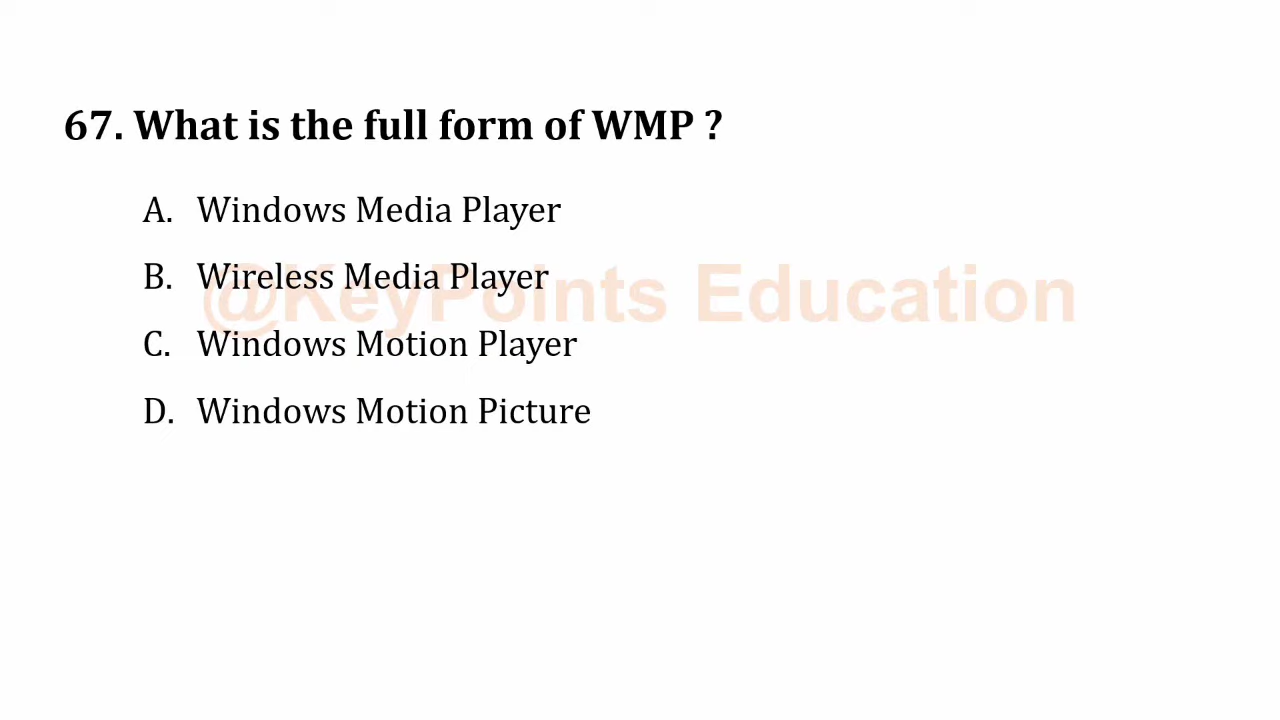 67. What is the full form of WMP ?
A. Windows Media Player
B. Wireless Media Player
@KeyPoints Education
C. Windows Motion Player
D. Windows Motion Picture